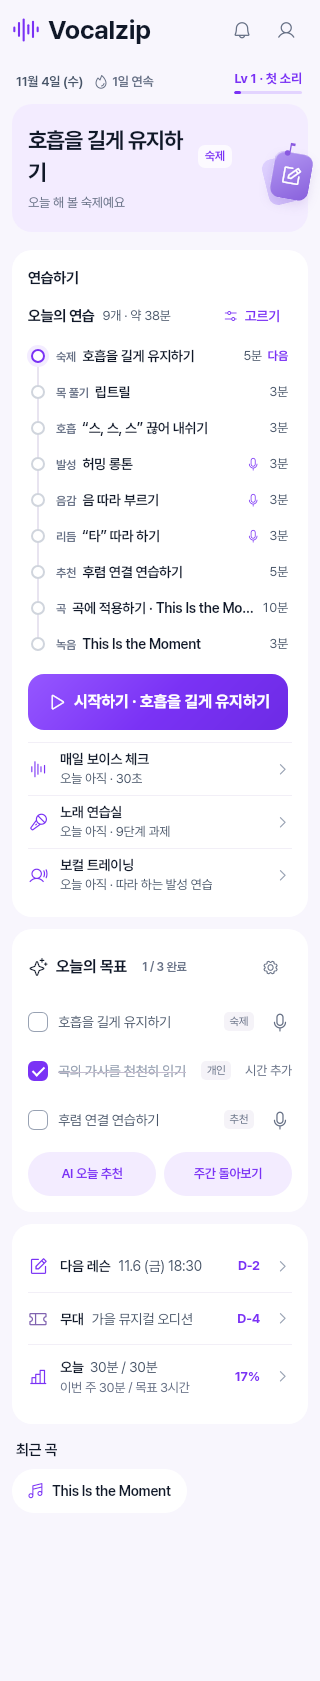 Vocalzip
11월 4일 (수) 1일 연속 Lv 1 · 첫 소리
호흡을 길게 유지하
기
숙제
오늘 해 볼 숙제예요
연습하기
오늘의 연습 9개 · 약 38분 고르기
숙제 호흡을 길게 유지하기 5분 다음
목 풀기 립트릴 3분
호흡 “스, 스, 스” 끊어 내쉬기 3분
발성 허밍 롱톤 3분
음감 음 따라 부르기 3분
리듬 “타” 따라 하기 3분
추천 후렴 연결 연습하기 5분
곡 곡에 적용하기 · This Is the Mo... 10분
녹음 This Is the Moment 3분
시작하기 · 호흡을 길게 유지하기
매일 보이스 체크
오늘 아직 · 30초
노래 연습실
오늘 아직 · 9단계 과제
보컬 트레이닝
오늘 아직 · 따라 하는 발성 연습
오늘의 목표 1 / 3 완료
호흡을 길게 유지하기 숙제
곡의 가사를 천천히 읽기 개인 시간 추가
후렴 연결 연습하기 추천
AI 오늘 추천 주간 돌아보기
다음 레슨 11.6 (금) 18:30 D-2
무대 가을 뮤지컬 오디션 D-4
오늘 30분 / 30분 17%
이번 주 30분 / 목표 3시간
최근 곡
This Is the Moment